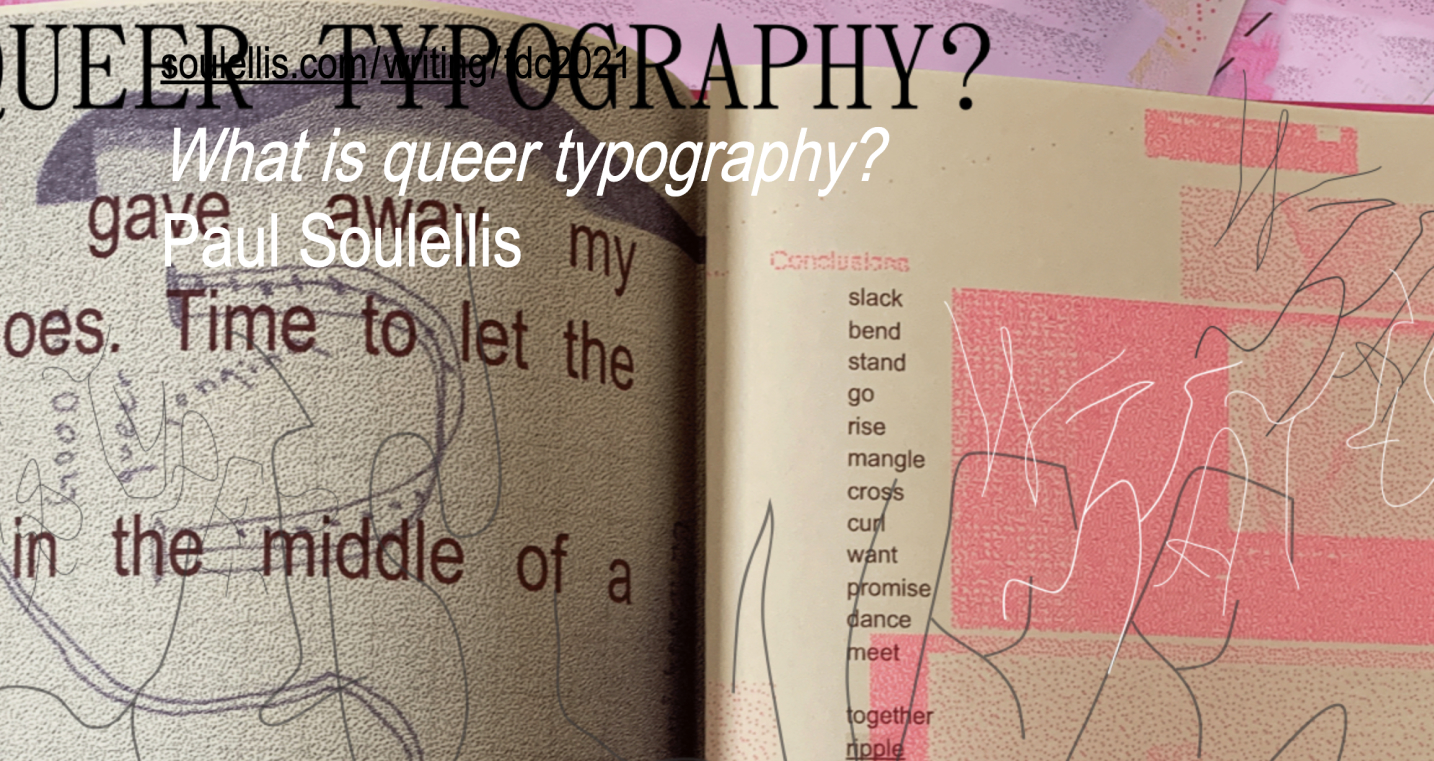 QUEER TYPOGRAPHY?
soulellis.com/writing/tdc2021
What is queer typography?
Paul Soulellis
gave away my
oes. Time to let the
in the middle of a
queer
Conclusions
slack
bend
stand
go
rise
mangle
cross
curl
want
promise
dance
meet
together
ripple